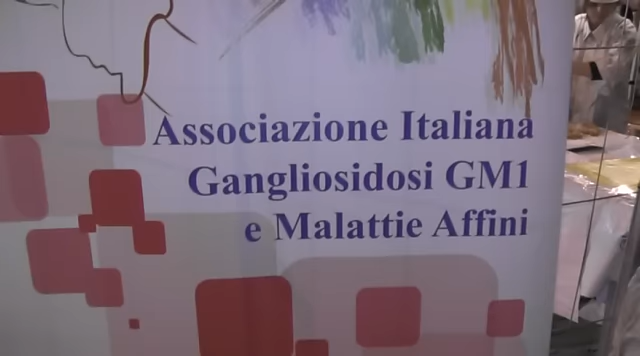 Associazione Italiana
Gangliosidosi GM1
e Malattie Affini